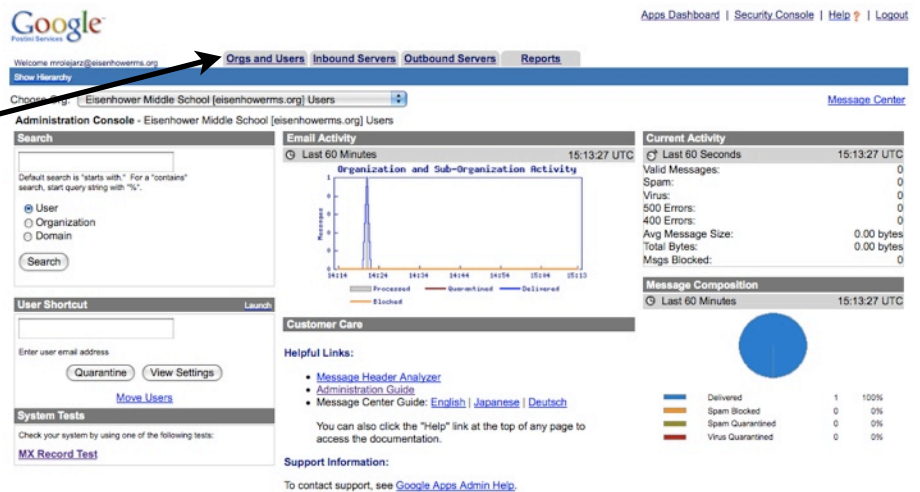 Google
Postini Services
Apps Dashboard | Security Console | Help ? | Logout
Welcome mrolejarz@eisenhowerms.org
Orgs and Users Inbound Servers Outbound Servers Reports
Show Hierarchy
Choose Org: Eisenhower Middle School [eisenhowerms.org] Users
Message Center
Administration Console - Eisenhower Middle School [eisenhowerms.org] Users
Search
Default search is "starts with." For a "contains"
search, start query string with "%".
User
Organization
Domain
Search
User Shortcut Launch
Enter user email address
Quarantine View Settings
Move Users
System Tests
Check your system by using one of the following tests:
MX Record Test
Email Activity
Last 60 Minutes 15:13:27 UTC
Organization and Sub-Organization Activity
1
0
0
0
0
0
Messages
14:14 14:24 14:34 14:44 14:54 15:04 15:13
Processed Quarantined Delivered
Blocked
Customer Care
Helpful Links:
• Message Header Analyzer
• Administration Guide
• Message Center Guide: English | Japanese | Deutsch
You can also click the "Help" link at the top of any page to
access the documentation.
Support Information:
To contact support, see Google Apps Admin Help.
Current Activity
Last 60 Seconds 15:13:27 UTC
Valid Messages: 0
Spam: 0
Virus: 0
500 Errors: 0
400 Errors: 0
Avg Message Size: 0.00 bytes
Total Bytes: 0.00 bytes
Msgs Blocked: 0
Message Composition
Last 60 Minutes 15:13:27 UTC
Delivered 1 100%
Spam Blocked 0 0%
Spam Quarantined 0 0%
Virus Quarantined 0 0%